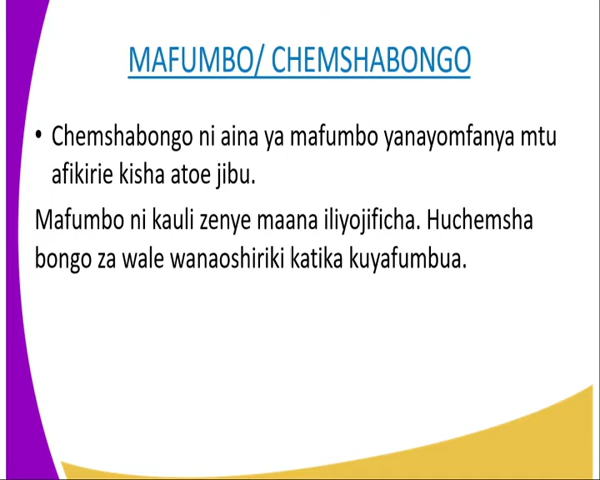 MAFUMBO/ CHEMSHABONGO
• Chemshabongo ni aina ya mafumbo yanayomfanya mtu
afikirie kisha atoe jibu.
Mafumbo ni kauli zenye maana iliyojificha. Huchemsha
bongo za wale wanaoshiriki katika kuyafumbua.